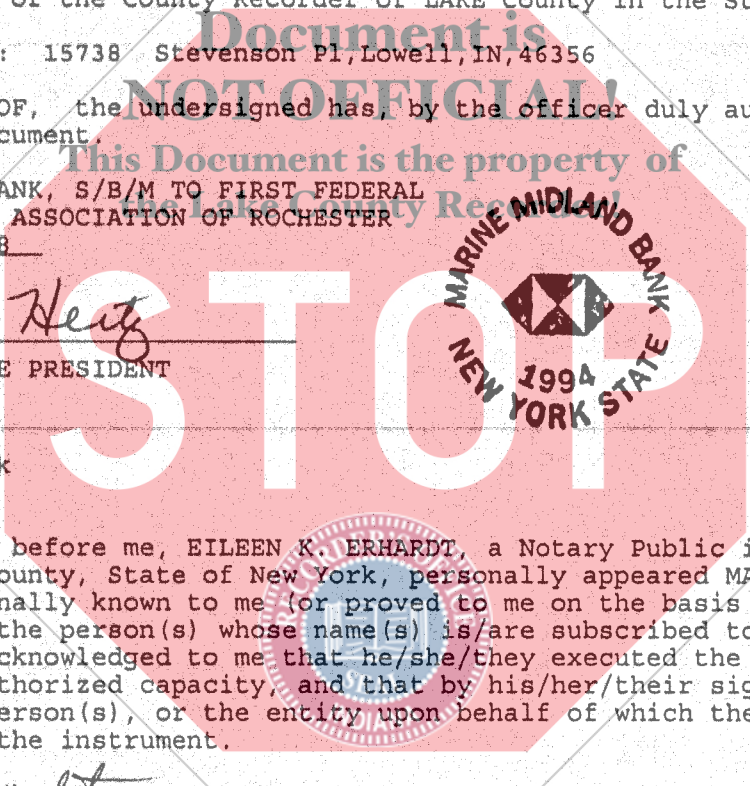 of the County Recorder of LAKE County in the St
Document is
: 15738 Stevenson Pl,Lowell,IN,46356
NOT OFFICIAL!
OF, the undersigned has, by the officer duly au
cument.
This Document is the property of
ANK, S/B/M TO FIRST FEDERAL
the Lake County Recorder!
ASSOCIATION OF ROCHESTER
8
MARINE MIDLAND BANK
1994
NEW YORK STATE
Heitz
E PRESIDENT
STOP
k
before me, EILEEN K. ERHARDT, a Notary Public i
ounty, State of New York, personally appeared MA
nally known to me (or proved to me on the basis
the person(s) whose name(s) is/are subscribed to
cknowledged to me that he/she/they executed the
thorized capacity, and that by his/her/their sig
erson(s), or the entity upon behalf of which the
the instrument.
SEAL
INDIANA